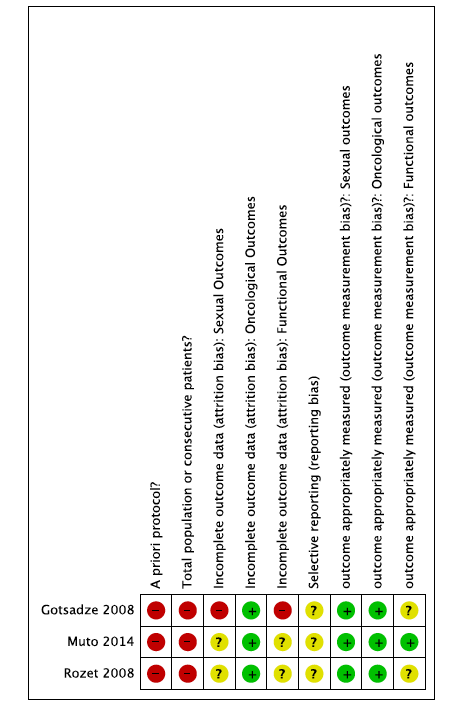 A priori protocol?
Total population or consecutive patients?
Incomplete outcome data (attrition bias): Sexual Outcomes
Incomplete outcome data (attrition bias): Oncological Outcomes
Incomplete outcome data (attrition bias): Functional Outcomes
Selective reporting (reporting bias)
outcome appropriately measured (outcome measurement bias)?: Sexual outcomes
outcome appropriately measured (outcome measurement bias)?: Oncological outcomes
outcome appropriately measured (outcome measurement bias)?: Functional outcomes
Gotsadze 2008 – – – + – ? + + ?
Muto 2014 – – ? + ? ? + + +
Rozet 2008 – – ? + ? ? + + ?